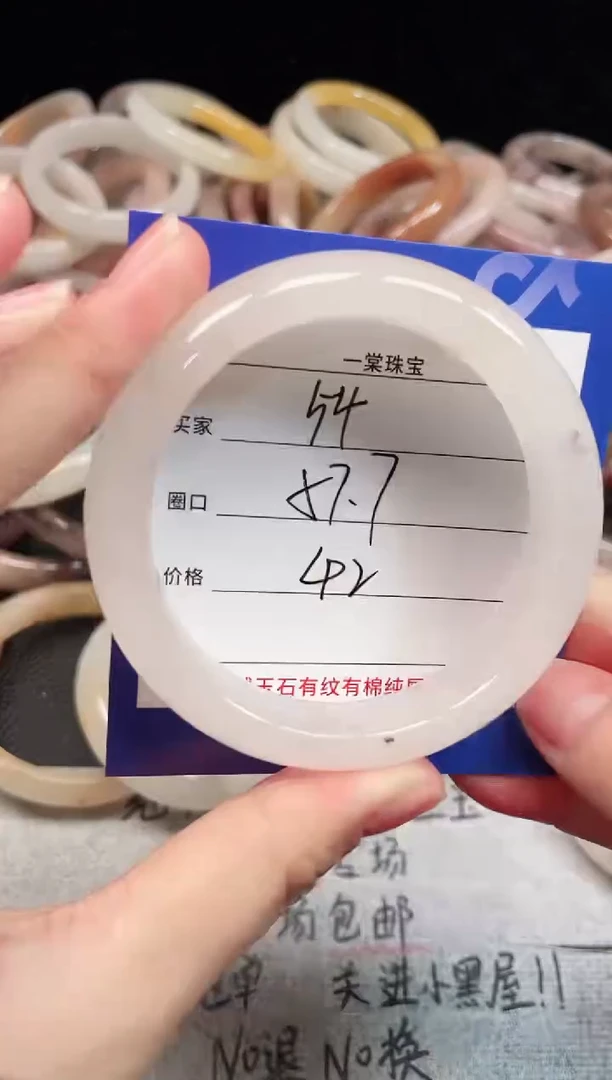 一棠珠宝
买家 54
圈口 57.7
价格 42
玉石有纹有棉纯
场
场包邮
单 关进小黑屋!!
No退 No换